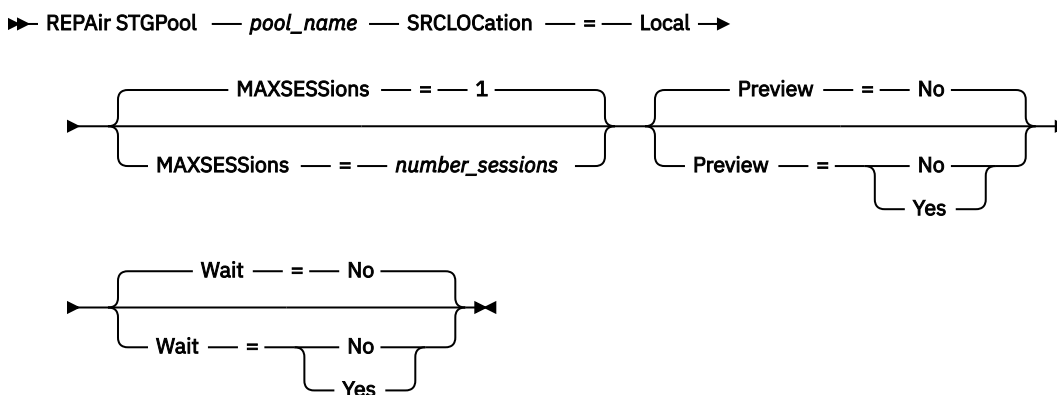 REPAir STGPool pool_name SRCLOCation = Local
MAXSESSions = 1 Preview = No
MAXSESSions = number_sessions Preview = No
Yes
Wait = No
Wait = No
Yes